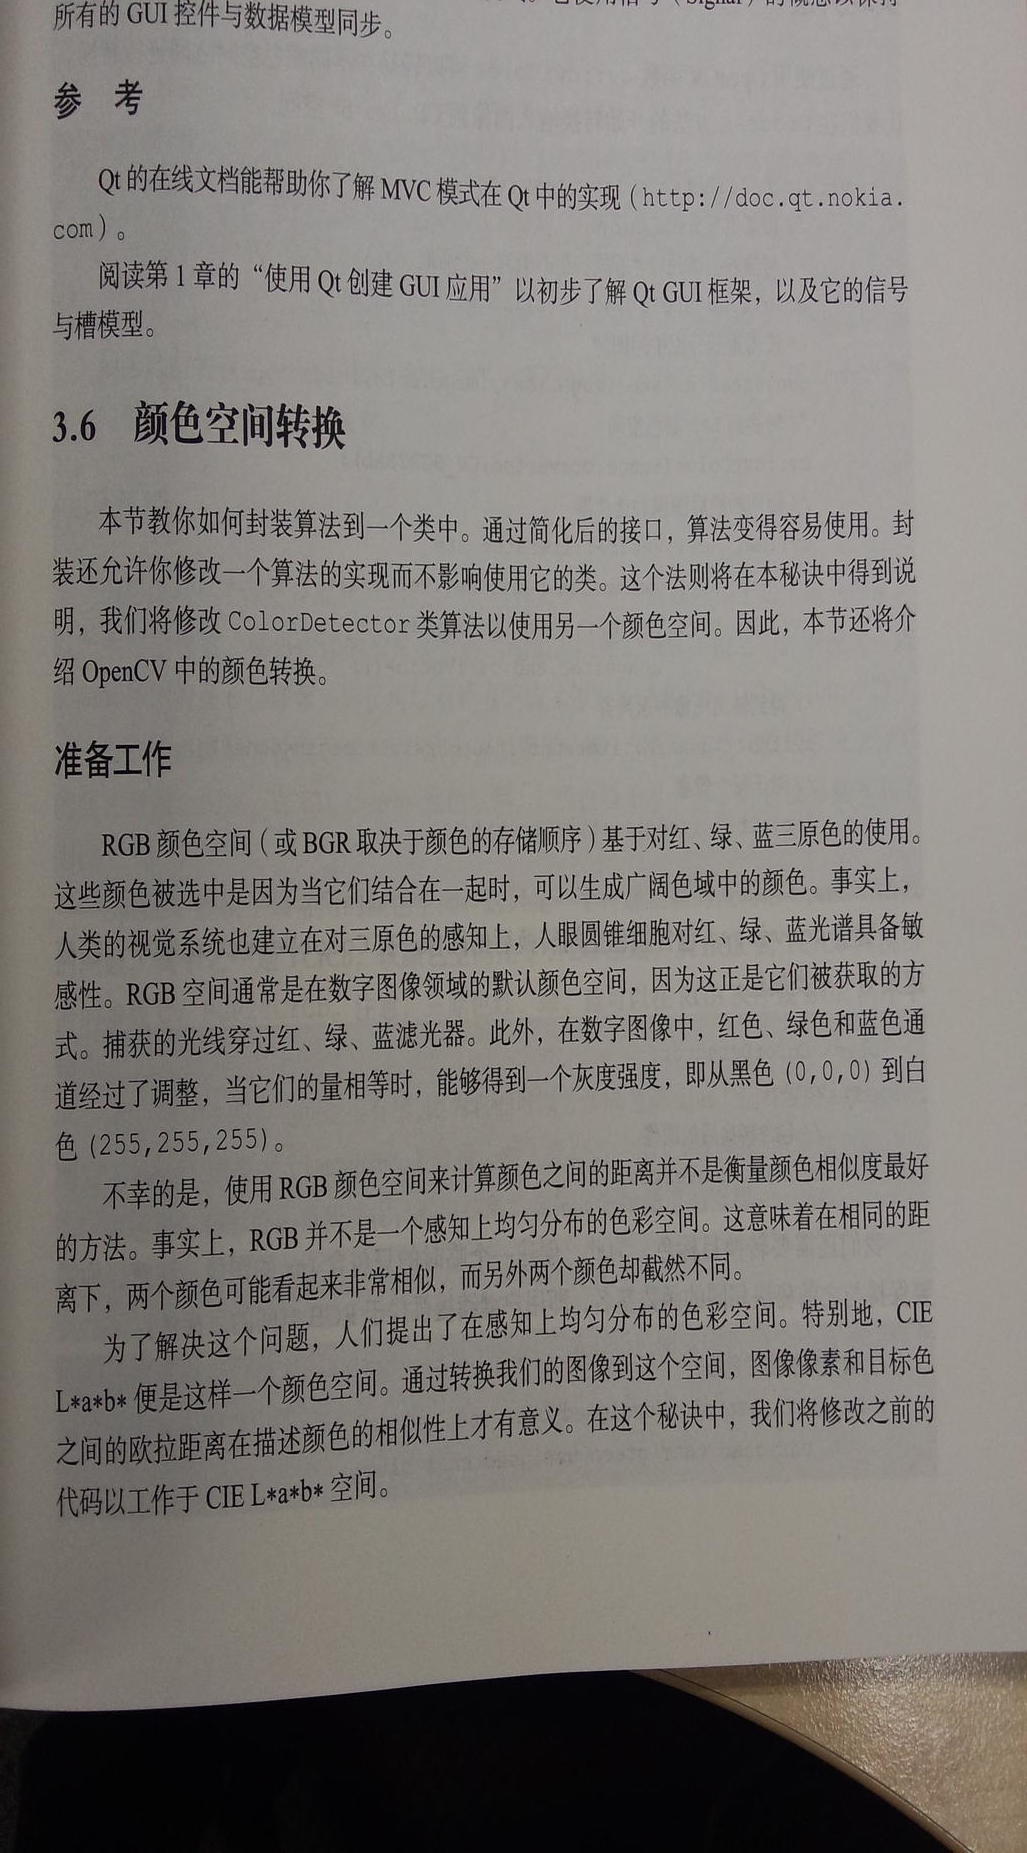 所有的 GUI 控件与数据模型同步。
参 考
Qt 的在线文档能帮助你了解 MVC 模式在 Qt 中的实现（http://doc.qt.nokia.
com）。
阅读第 1 章的“使用 Qt 创建 GUI 应用”以初步了解 Qt GUI 框架，以及它的信号
与槽模型。
3.6 颜色空间转换
本节教你如何封装算法到一个类中。通过简化后的接口，算法变得容易使用。封
装还允许你修改一个算法的实现而不影响使用它的类。这个法则将在本秘诀中得到说
明，我们将修改 ColorDetector 类算法以使用另一个颜色空间。因此，本节还将介
绍 OpenCV 中的颜色转换。
准备工作
RGB 颜色空间（或 BGR 取决于颜色的存储顺序）基于对红、绿、蓝三原色的使用。
这些颜色被选中是因为当它们结合在一起时，可以生成广阔色域中的颜色。事实上，
人类的视觉系统也建立在对三原色的感知上，人眼圆锥细胞对红、绿、蓝光谱具备敏
感性。RGB 空间通常是在数字图像领域的默认颜色空间，因为这正是它们被获取的方
式。捕获的光线穿过红、绿、蓝滤光器。此外，在数字图像中，红色、绿色和蓝色通
道经过了调整，当它们的量相等时，能够得到一个灰度强度，即从黑色 (0,0,0) 到白
色 (255,255,255)。
不幸的是，使用 RGB 颜色空间来计算颜色之间的距离并不是衡量颜色相似度最好
的方法。事实上，RGB 并不是一个感知上均匀分布的色彩空间。这意味着在相同的距
离下，两个颜色可能看起来非常相似，而另外两个颜色却截然不同。
为了解决这个问题，人们提出了在感知上均匀分布的色彩空间。特别地，CIE
L*a*b* 便是这样一个颜色空间。通过转换我们的图像到这个空间，图像像素和目标色
之间的欧拉距离在描述颜色的相似性上才有意义。在这个秘诀中，我们将修改之前的
代码以工作于 CIE L*a*b* 空间。